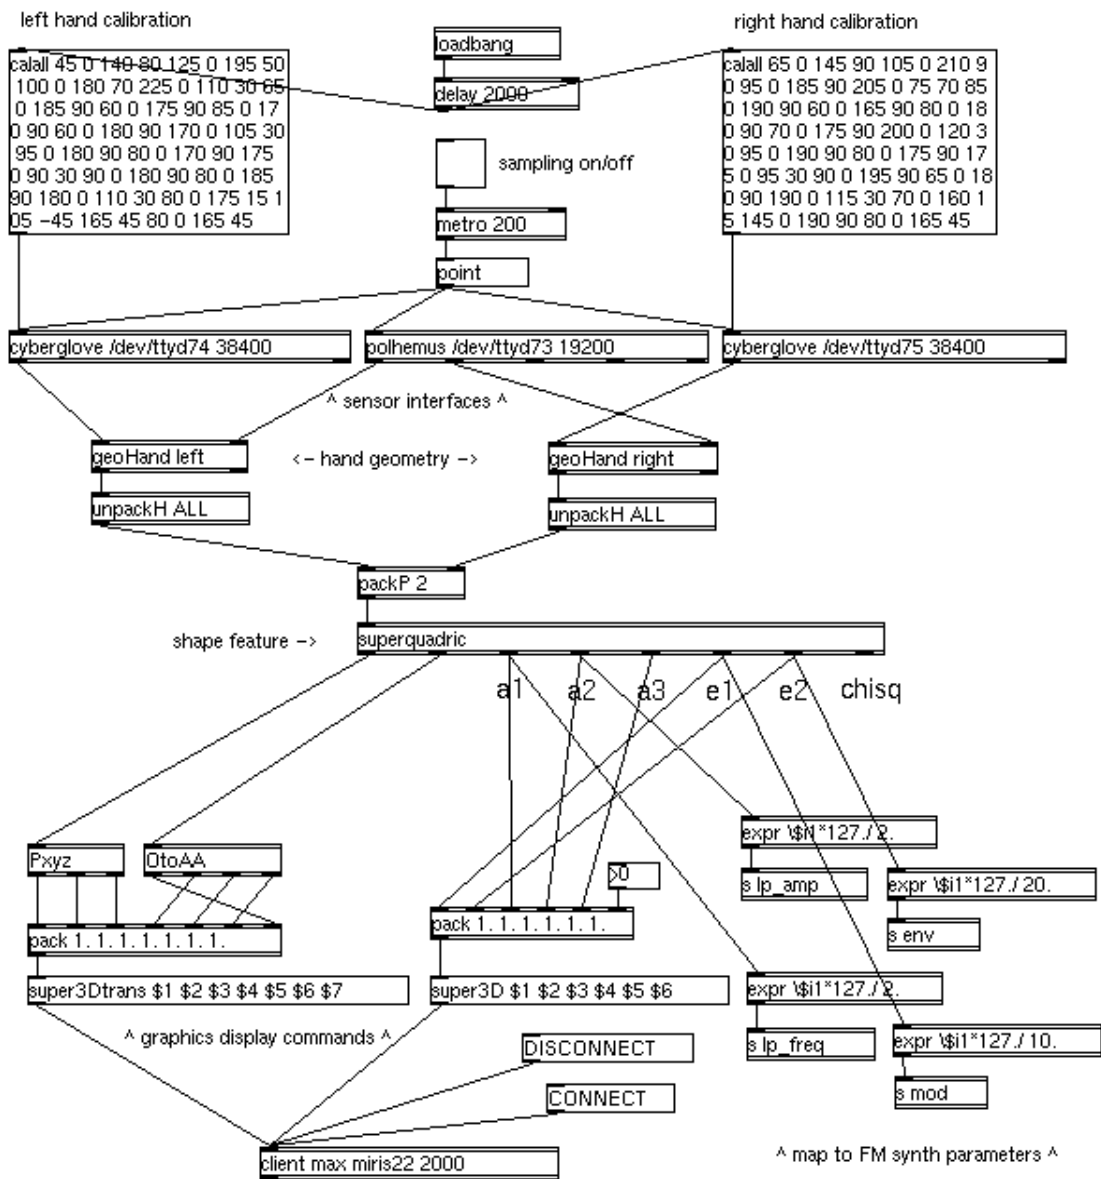 left hand calibration
right hand calibration
loadbang
delay 2000
calall 45 0 140 80 125 0 195 50
100 0 180 70 225 0 110 30 65
0 185 90 60 0 175 90 85 0 17
0 90 60 0 180 90 170 0 105 30
95 0 180 90 80 0 170 90 175
0 90 30 90 0 180 90 80 0 185
90 180 0 110 30 80 0 175 15 1
05 -45 165 45 80 0 165 45
calall 65 0 145 90 105 0 210 9
0 95 0 185 90 205 0 75 70 85
0 190 90 60 0 165 90 80 0 18
0 90 70 0 175 90 200 0 120 3
0 95 0 190 90 80 0 175 90 17
5 0 95 30 90 0 195 90 65 0 18
0 90 190 0 115 30 70 0 160 1
5 145 0 190 90 80 0 165 45
sampling on/off
metro 200
point
cyberglove /dev/ttyd74 38400
polhemus /dev/ttyd73 19200
cyberglove /dev/ttyd75 38400
^ sensor interfaces ^
geoHand left
<- hand geometry ->
geoHand right
unpackH ALL
unpackH ALL
packP 2
shape feature ->
superquadric
a1 a2 a3 e1 e2 chisq
Pxyz
OtoAA
>0
expr \$i1*127./ 2.
s lp_amp
expr \$i1*127./ 20.
s env
pack 1. 1. 1. 1. 1. 1. 1.
pack 1. 1. 1. 1. 1. 1.
super3Dtrans $1 $2 $3 $4 $5 $6 $7
super3D $1 $2 $3 $4 $5 $6
expr \$i1*127./ 2.
s lp_freq
expr \$i1*127./ 10.
s mod
^ graphics display commands ^
DISCONNECT
CONNECT
client max miris22 2000
^ map to FM synth parameters ^